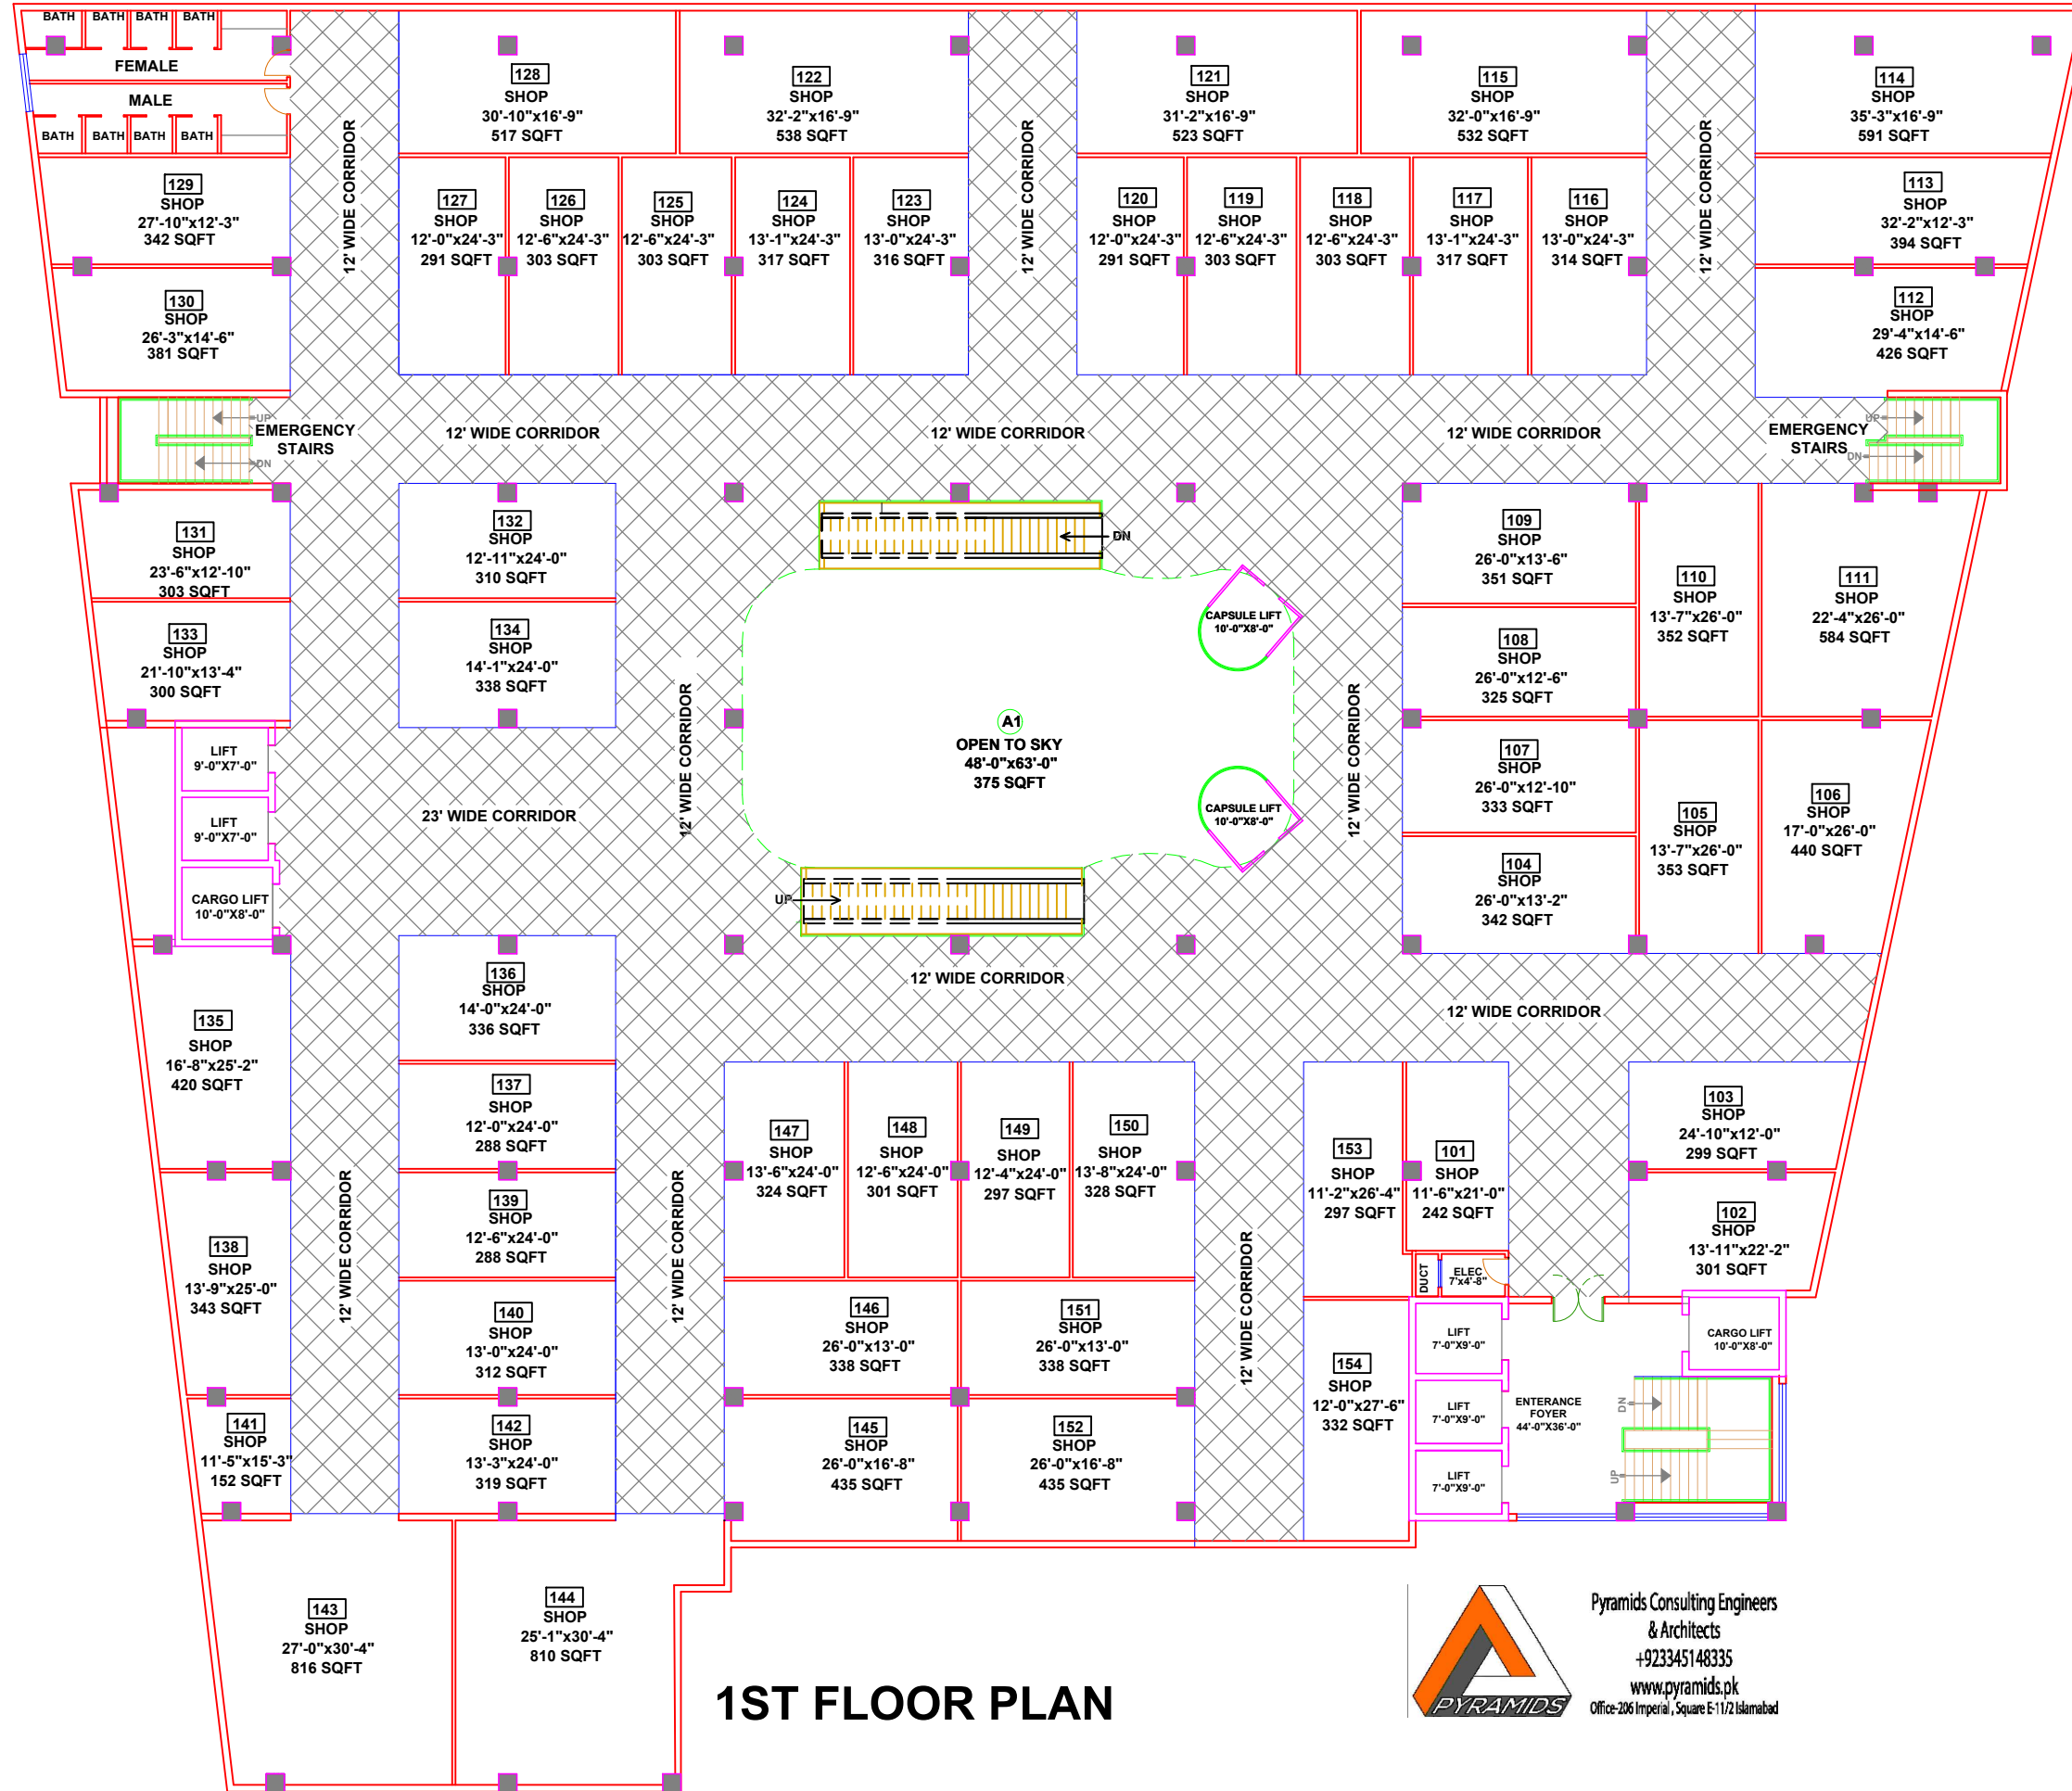 BATH BATH BATH BATH
FEMALE
MALE
BATH BATH BATH BATH
12' WIDE CORRIDOR
128
SHOP
30'-10"x16'-9"
517 SQFT
122
SHOP
32'-2"x16'-9"
538 SQFT
12' WIDE CORRIDOR
121
SHOP
31'-2"x16'-9"
523 SQFT
115
SHOP
32'-0"x16'-9"
532 SQFT
12' WIDE CORRIDOR
114
SHOP
35'-3"x16'-9"
591 SQFT
129
SHOP
27'-10"x12'-3"
342 SQFT
127
SHOP
12'-0"x24'-3"
291 SQFT
126
SHOP
12'-6"x24'-3"
303 SQFT
125
SHOP
12'-6"x24'-3"
303 SQFT
124
SHOP
13'-1"x24'-3"
317 SQFT
123
SHOP
13'-0"x24'-3"
316 SQFT
120
SHOP
12'-0"x24'-3"
291 SQFT
119
SHOP
12'-6"x24'-3"
303 SQFT
118
SHOP
12'-6"x24'-3"
303 SQFT
117
SHOP
13'-1"x24'-3"
317 SQFT
116
SHOP
13'-0"x24'-3"
314 SQFT
113
SHOP
32'-2"x12'-3"
394 SQFT
130
SHOP
26'-3"x14'-6"
381 SQFT
112
SHOP
29'-4"x14'-6"
426 SQFT
UP
EMERGENCY
STAIRS
DN
12' WIDE CORRIDOR
12' WIDE CORRIDOR
12' WIDE CORRIDOR
UP
EMERGENCY
STAIRS
DN
131
SHOP
23'-6"x12'-10"
303 SQFT
132
SHOP
12'-11"x24'-0"
310 SQFT
DN
109
SHOP
26'-0"x13'-6"
351 SQFT
110
SHOP
13'-7"x26'-0"
352 SQFT
111
SHOP
22'-4"x26'-0"
584 SQFT
133
SHOP
21'-10"x13'-4"
300 SQFT
134
SHOP
14'-1"x24'-0"
338 SQFT
CAPSULE LIFT
10'-0"X8'-0"
108
SHOP
26'-0"x12'-6"
325 SQFT
12' WIDE CORRIDOR
A1
OPEN TO SKY
48'-0"x63'-0"
375 SQFT
12' WIDE CORRIDOR
LIFT
9'-0"X7'-0"
LIFT
9'-0"X7'-0"
CARGO LIFT
10'-0"X8'-0"
23' WIDE CORRIDOR
CAPSULE LIFT
10'-0"X8'-0"
107
SHOP
26'-0"x12'-10"
333 SQFT
105
SHOP
13'-7"x26'-0"
353 SQFT
106
SHOP
17'-0"x26'-0"
440 SQFT
104
SHOP
26'-0"x13'-2"
342 SQFT
UP
136
SHOP
14'-0"x24'-0"
336 SQFT
12' WIDE CORRIDOR
12' WIDE CORRIDOR
135
SHOP
16'-8"x25'-2"
420 SQFT
137
SHOP
12'-0"x24'-0"
288 SQFT
147
SHOP
13'-6"x24'-0"
324 SQFT
148
SHOP
12'-6"x24'-0"
301 SQFT
149
SHOP
12'-4"x24'-0"
297 SQFT
150
SHOP
13'-8"x24'-0"
328 SQFT
153
SHOP
11'-2"x26'-4"
297 SQFT
101
SHOP
11'-6"x21'-0"
242 SQFT
103
SHOP
24'-10"x12'-0"
299 SQFT
12' WIDE CORRIDOR
139
SHOP
12'-6"x24'-0"
288 SQFT
12' WIDE CORRIDOR
12' WIDE CORRIDOR
102
SHOP
13'-11"x22'-2"
301 SQFT
138
SHOP
13'-9"x25'-0"
343 SQFT
DUCT
ELEC
7'x4'-8"
140
SHOP
13'-0"x24'-0"
312 SQFT
146
SHOP
26'-0"x13'-0"
338 SQFT
151
SHOP
26'-0"x13'-0"
338 SQFT
154
SHOP
12'-0"x27'-6"
332 SQFT
LIFT
7'-0"X9'-0"
LIFT
7'-0"X9'-0"
LIFT
7'-0"X9'-0"
CARGO LIFT
10'-0"X8'-0"
ENTERANCE
FOYER
44'-0"X36'-0"
DN
UP
141
SHOP
11'-5"x15'-3"
152 SQFT
142
SHOP
13'-3"x24'-0"
319 SQFT
145
SHOP
26'-0"x16'-8"
435 SQFT
152
SHOP
26'-0"x16'-8"
435 SQFT
143
SHOP
27'-0"x30'-4"
816 SQFT
144
SHOP
25'-1"x30'-4"
810 SQFT
1ST FLOOR PLAN
PYRAMIDS
Pyramids Consulting Engineers
& Architects
+923345148335
www.pyramids.pk
Office-206 Imperial , Square E-11/2 Islamabad